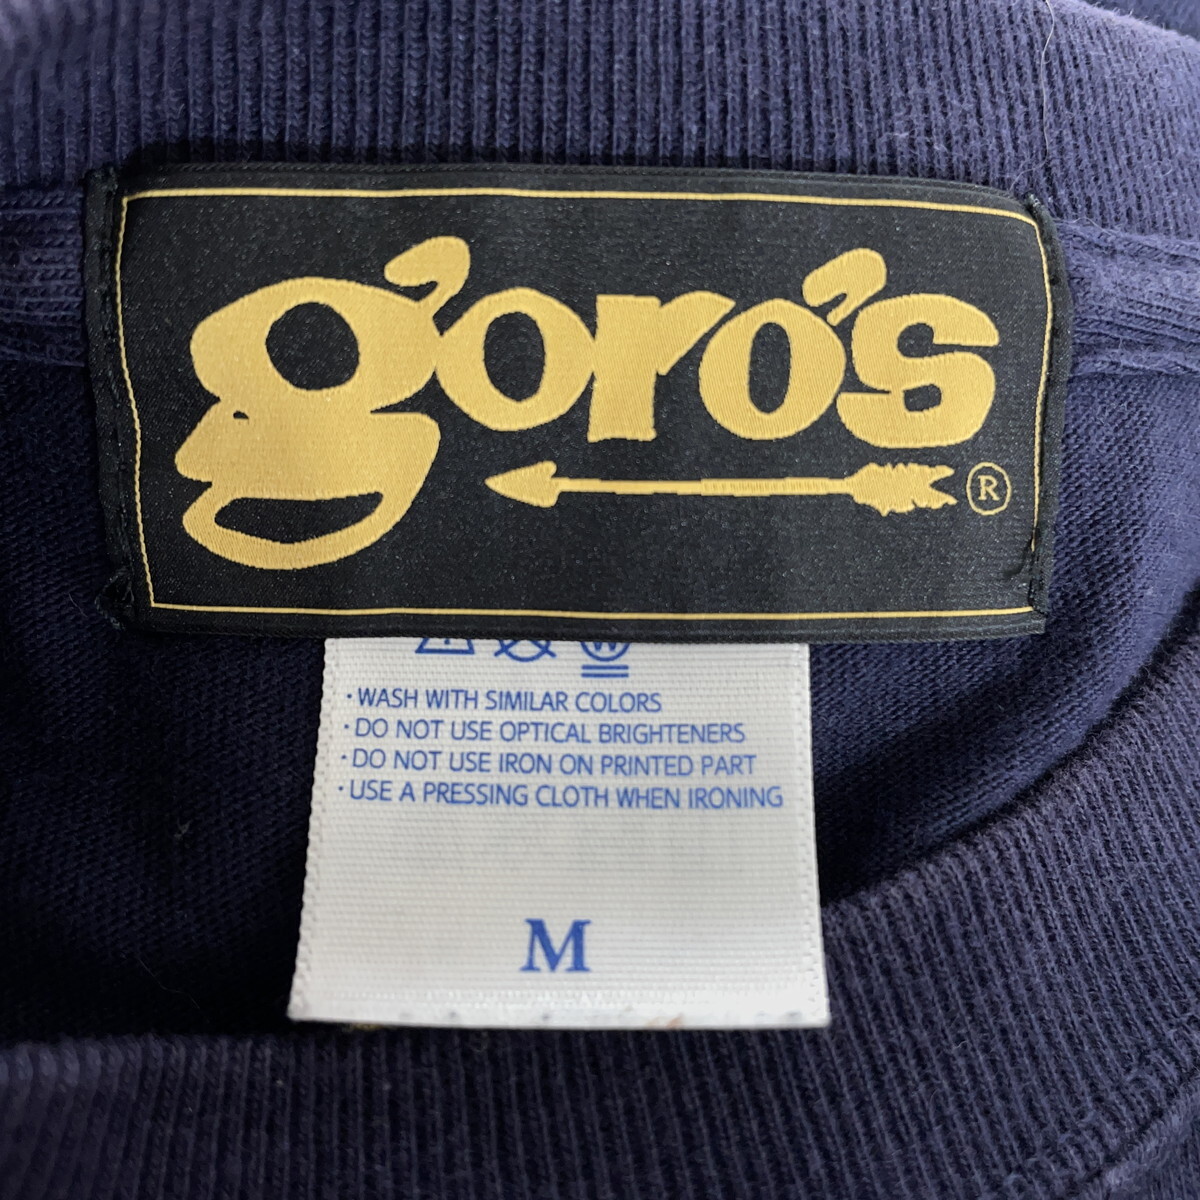 goro's
®
W
· WASH WITH SIMILAR COLORS
· DO NOT USE OPTICAL BRIGHTENERS
· DO NOT USE IRON ON PRINTED PART
· USE A PRESSING CLOTH WHEN IRONING
M